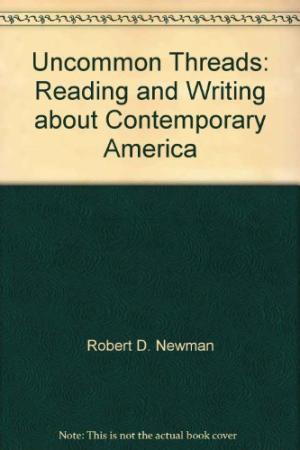 Uncommon Threads:
Reading and Writing
about Contemporary
America
Robert D. Newman
Note: This is not the actual book cover